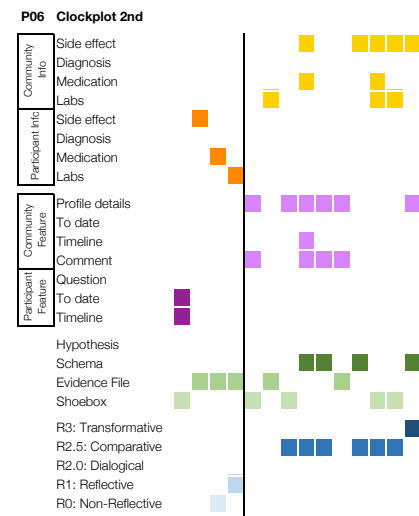 P06 Clockplot 2nd
Community Info
Side effect
Diagnosis
Medication
Labs
Participant Info
Side effect
Diagnosis
Medication
Labs
Community Feature
Profile details
To date
Timeline
Comment
Participant Feature
Question
To date
Timeline
Hypothesis
Schema
Evidence File
Shoebox
R3: Transformative
R2.5: Comparative
R2.0: Dialogical
R1: Reflective
R0: Non-Reflective